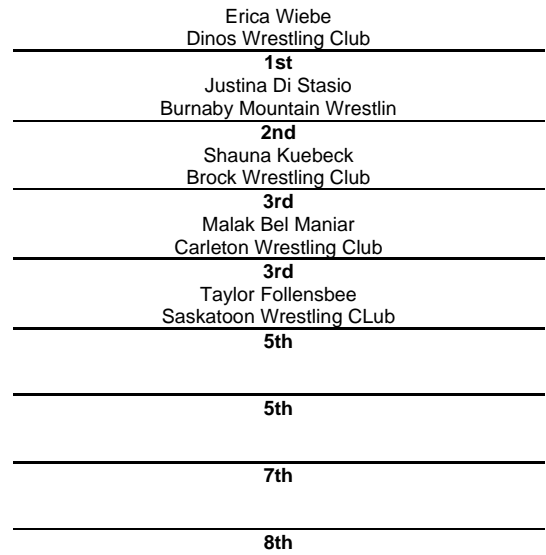 Erica Wiebe
Dinos Wrestling Club
1st
Justina Di Stasio
Burnaby Mountain Wrestlin
2nd
Shauna Kuebeck
Brock Wrestling Club
3rd
Malak Bel Maniar
Carleton Wrestling Club
3rd
Taylor Follensbee
Saskatoon Wrestling CLub
5th
5th
7th
8th